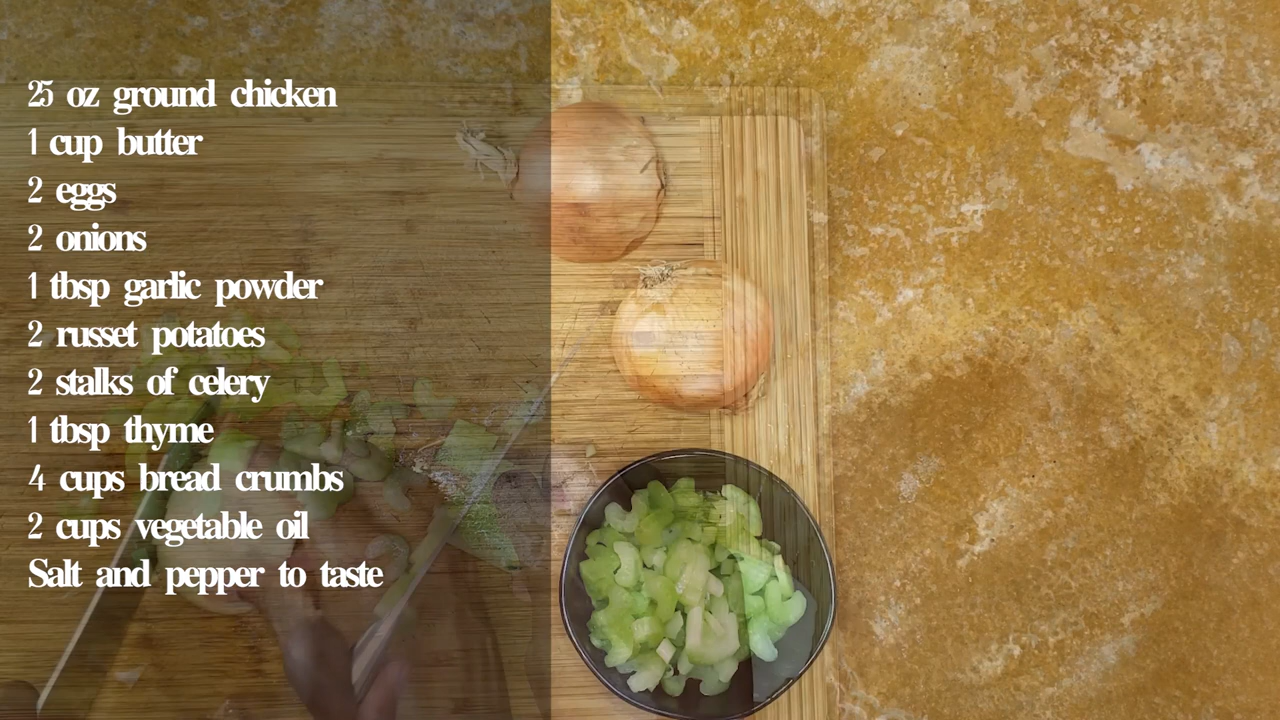 25 oz ground chicken
1 cup butter
2 eggs
2 onions
1 tbsp garlic powder
2 russet potatoes
2 stalks of celery
1 tbsp thyme
4 cups bread crumbs
2 cups vegetable oil
Salt and pepper to taste